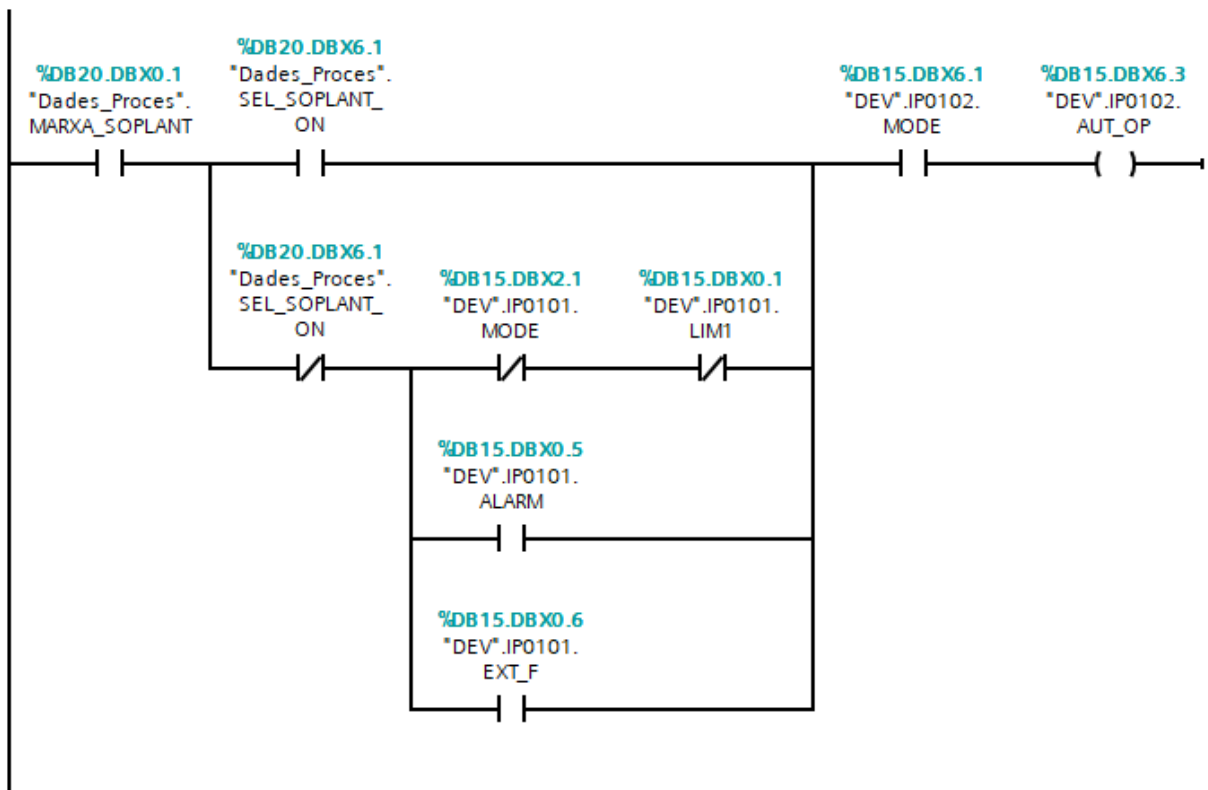 %DB20.DBX0.1
"Dades_Proces".
MARXA_SOPLANT
%DB20.DBX6.1
"Dades_Proces".
SEL_SOPLANT_
ON
%DB15.DBX6.1
"DEV".IP0102.
MODE
%DB15.DBX6.3
"DEV".IP0102.
AUT_OP
%DB20.DBX6.1
"Dades_Proces".
SEL_SOPLANT_
ON
%DB15.DBX2.1
"DEV".IP0101.
MODE
%DB15.DBX0.1
"DEV".IP0101.
LIM1
%DB15.DBX0.5
"DEV".IP0101.
ALARM
%DB15.DBX0.6
"DEV".IP0101.
EXT_F